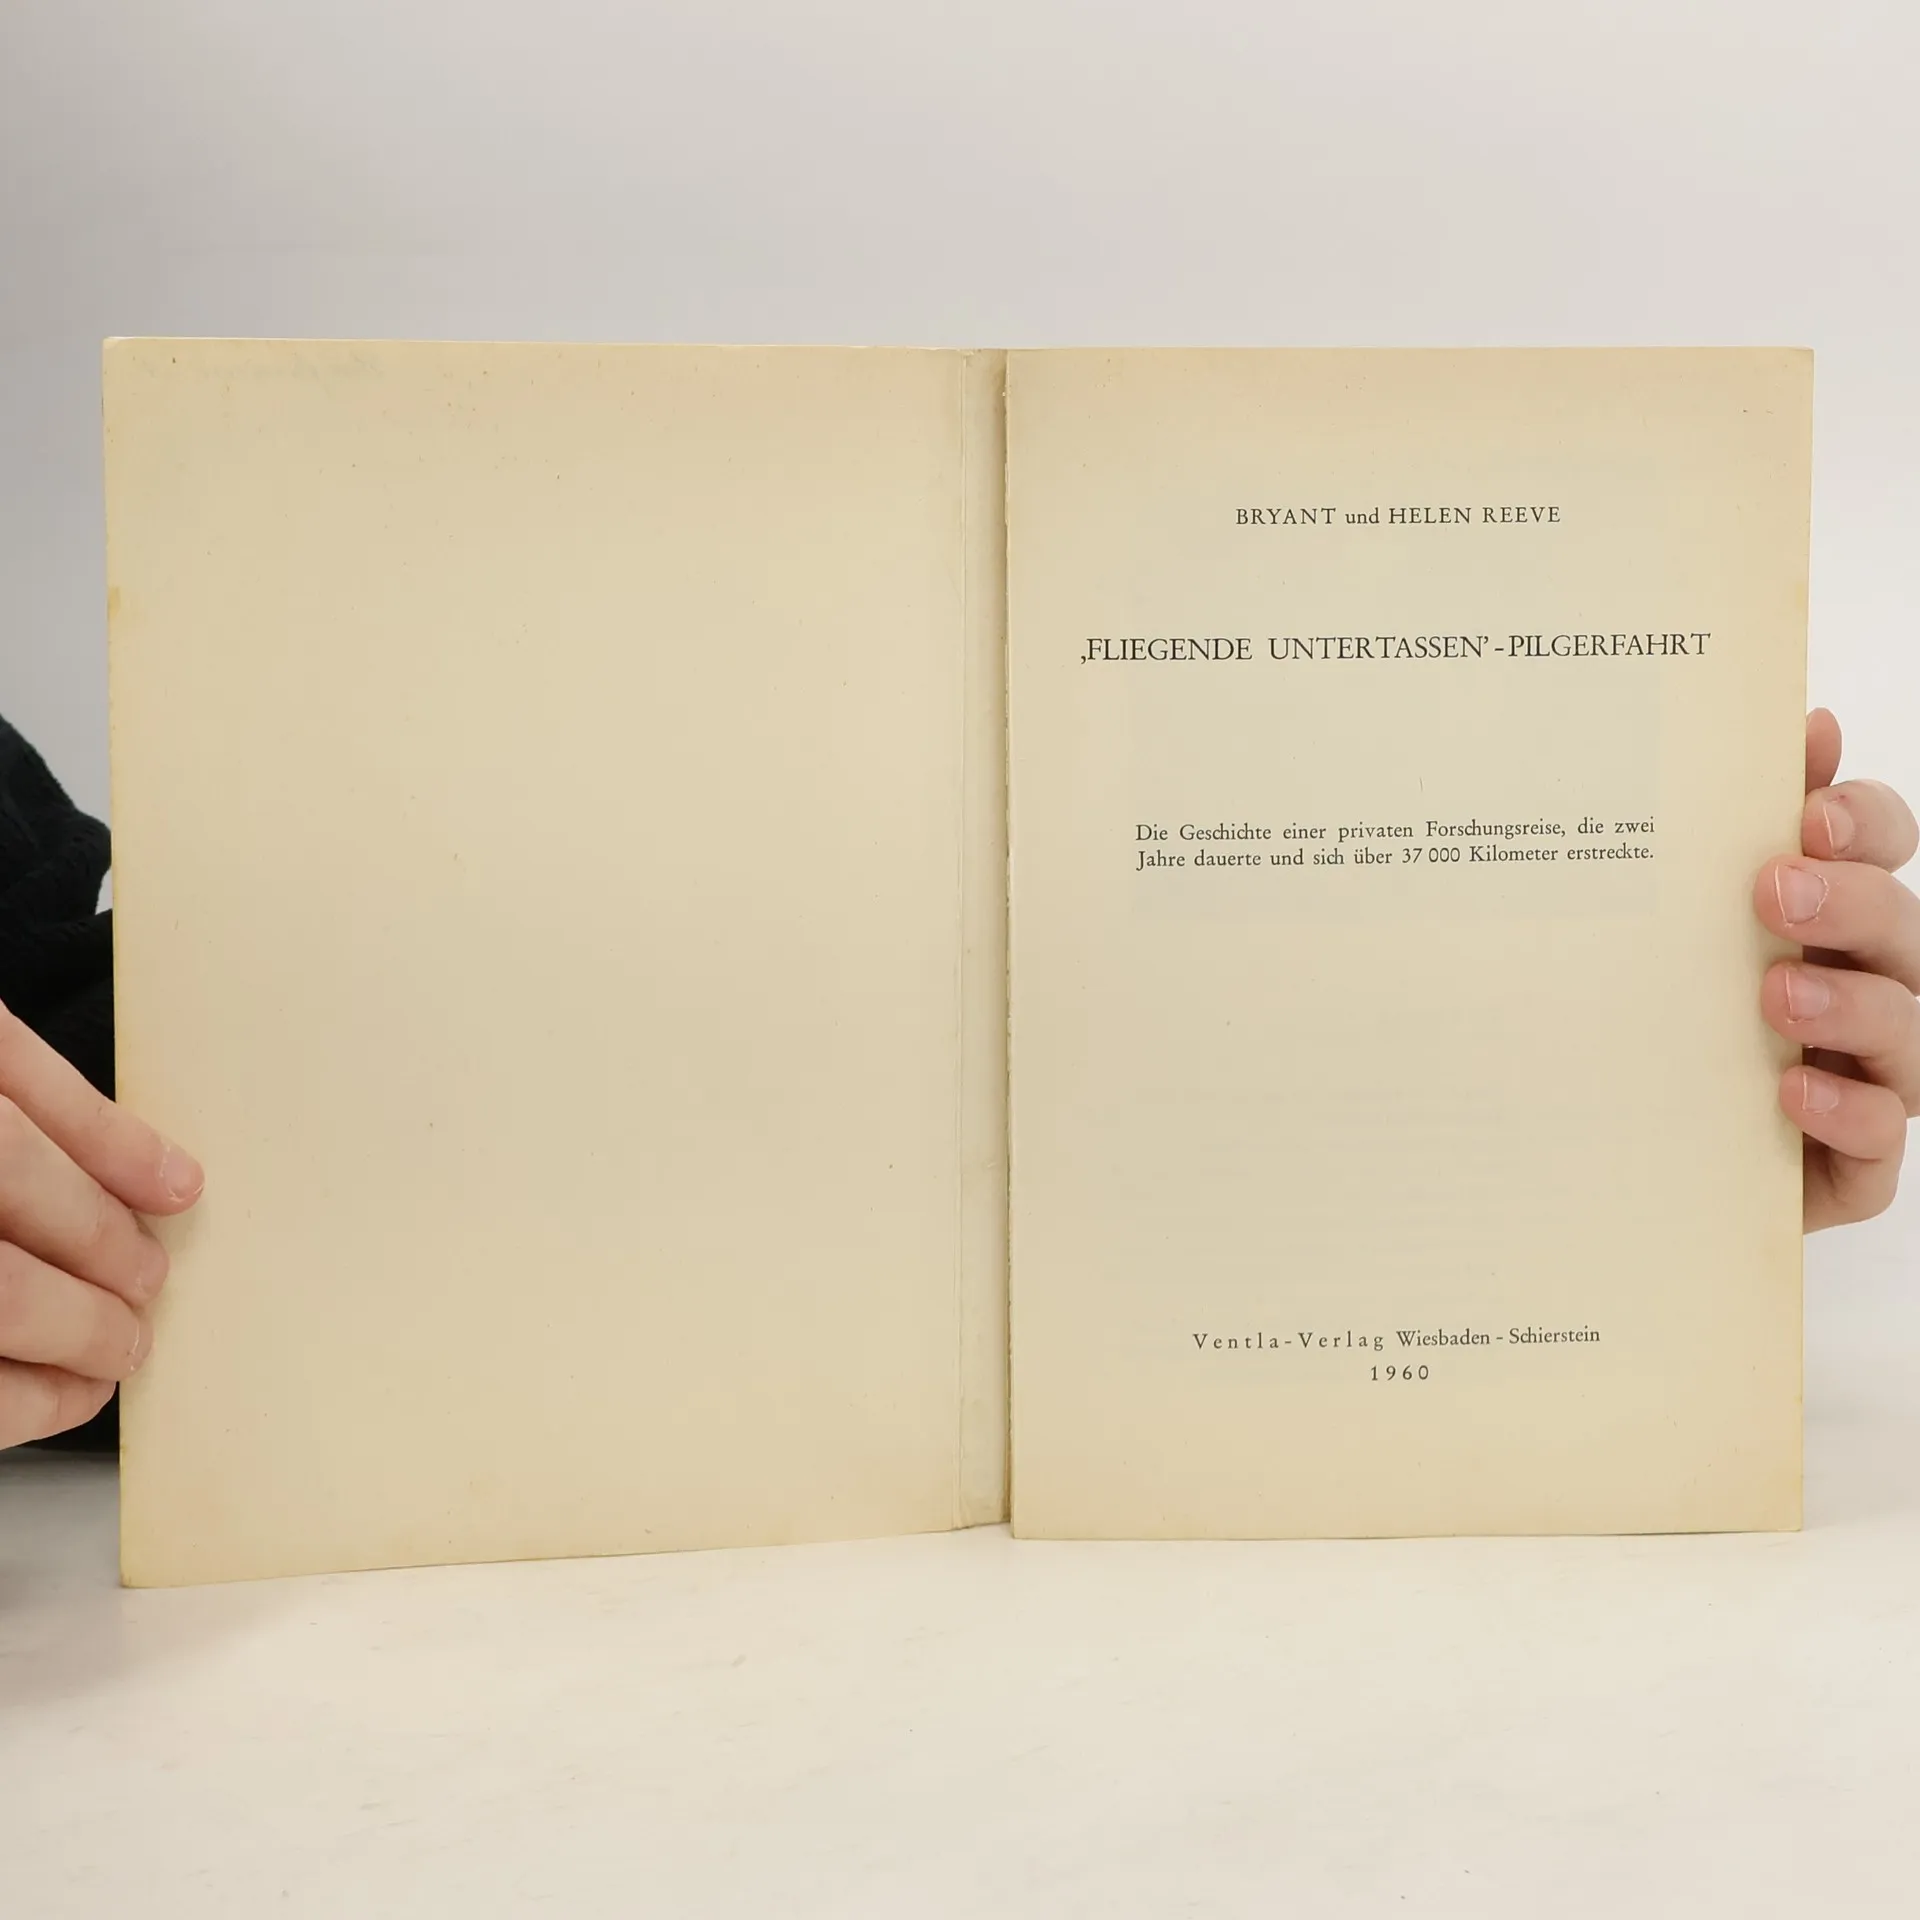 BRYANT und HELEN REEVE
‚FLIEGENDE UNTERTASSEN’-PILGERFAHRT
Die Geschichte einer privaten Forschungsreise, die zwei
Jahre dauerte und sich über 37 000 Kilometer erstreckte.
Ventla-Verlag Wiesbaden - Schierstein
1960